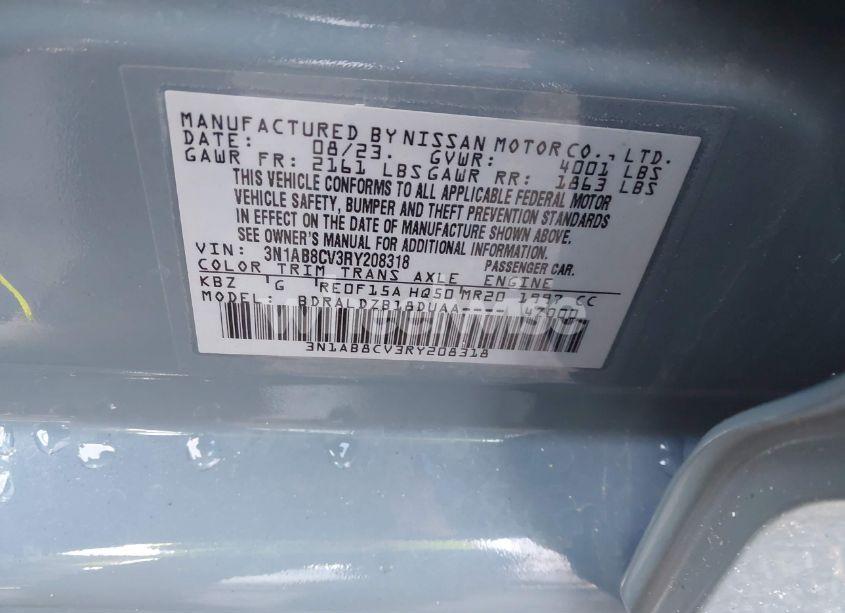 MANUFACTURED BY NISSAN MOTOR CO., LTD.
DATE: 08/23. GVWR: 4001 LBS
GAWR FR: 2161 LBS GAWR RR: 1863 LBS
THIS VEHICLE CONFORMS TO ALL APPLICABLE FEDERAL MOTOR
VEHICLE SAFETY, BUMPER AND THEFT PREVENTION STANDARDS
IN EFFECT ON THE DATE OF MANUFACTURE SHOWN ABOVE.
SEE OWNER'S MANUAL FOR ADDITIONAL INFORMATION.
VIN: 3N1AB8CV3RY208318 PASSENGER CAR.
COLOR TRIM TRANS AXLE ENGINE
KBZ G RE0F15A HQ50 MR20 1997 CC
MODEL: BDRALDZB18DUAA---- 47000
3N1AB8CV3RY208318